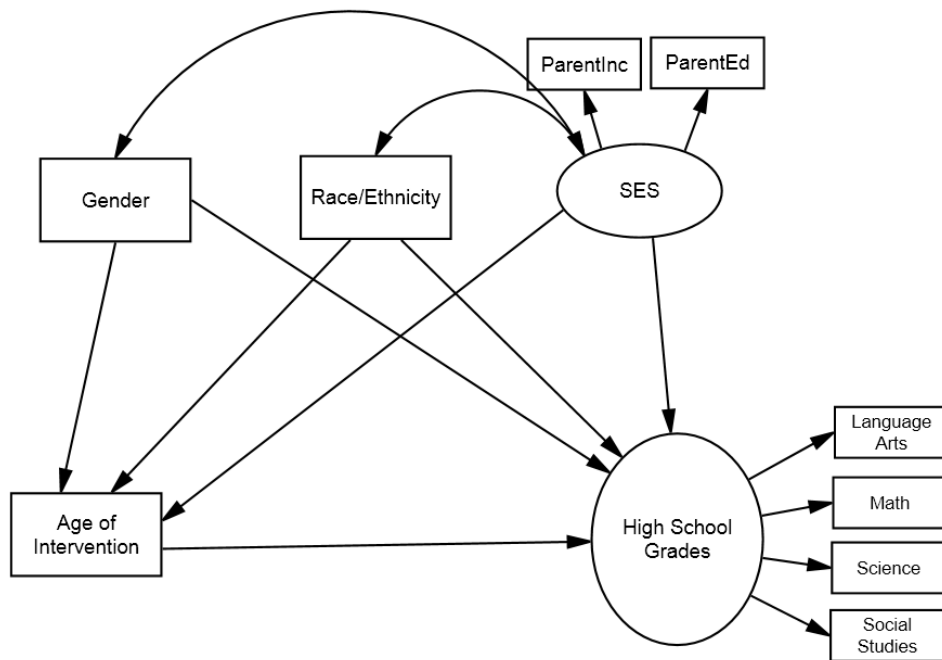 ParentInc
ParentEd
Gender
Race/Ethnicity
SES
Age of
Intervention
High School
Grades
Language
Arts
Math
Science
Social
Studies